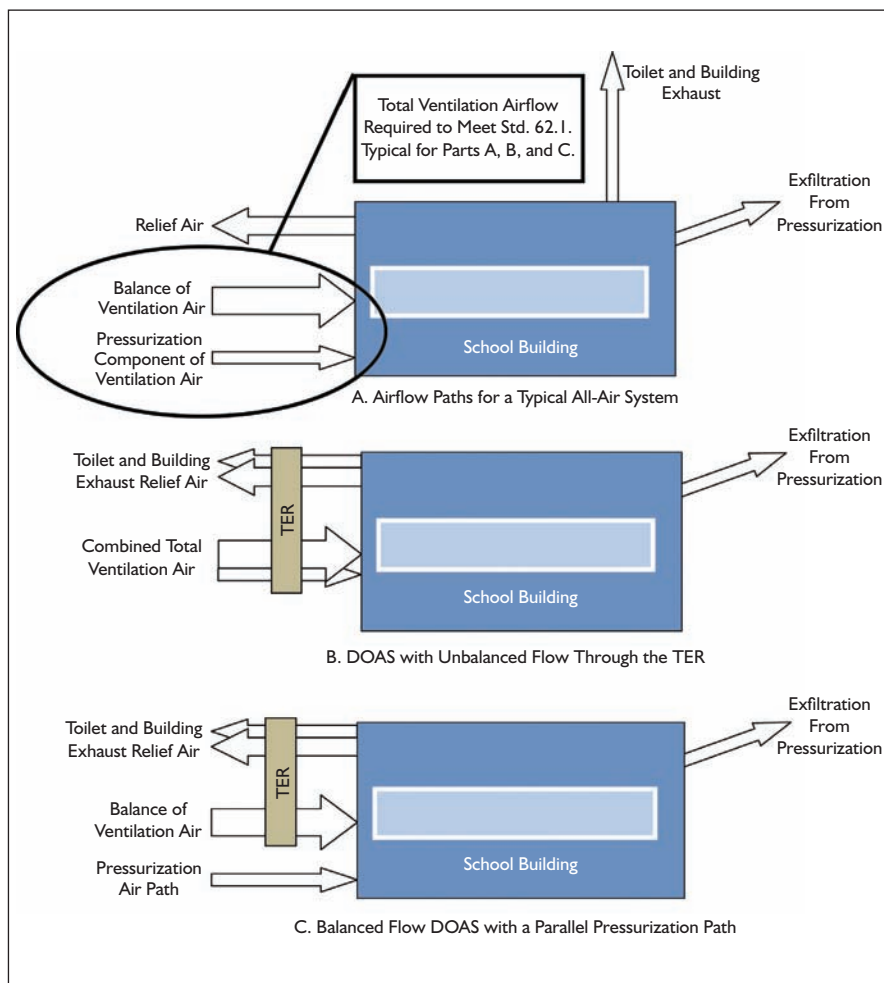 Total Ventilation Airflow
Required to Meet Std. 62.1.
Typical for Parts A, B, and C.
Toilet and Building
Exhaust
Exfiltration
From
Pressurization
Relief Air
Balance of
Ventilation Air
Pressurization
Component of
Ventilation Air
School Building
A. Airflow Paths for a Typical All-Air System
Toilet and Building
Exhaust Relief Air
TER
Exfiltration
From
Pressurization
Combined Total
Ventilation Air
School Building
B. DOAS with Unbalanced Flow Through the TER
Toilet and Building
Exhaust Relief Air
TER
Exfiltration
From
Pressurization
Balance of
Ventilation Air
Pressurization
Air Path
School Building
C. Balanced Flow DOAS with a Parallel Pressurization Path